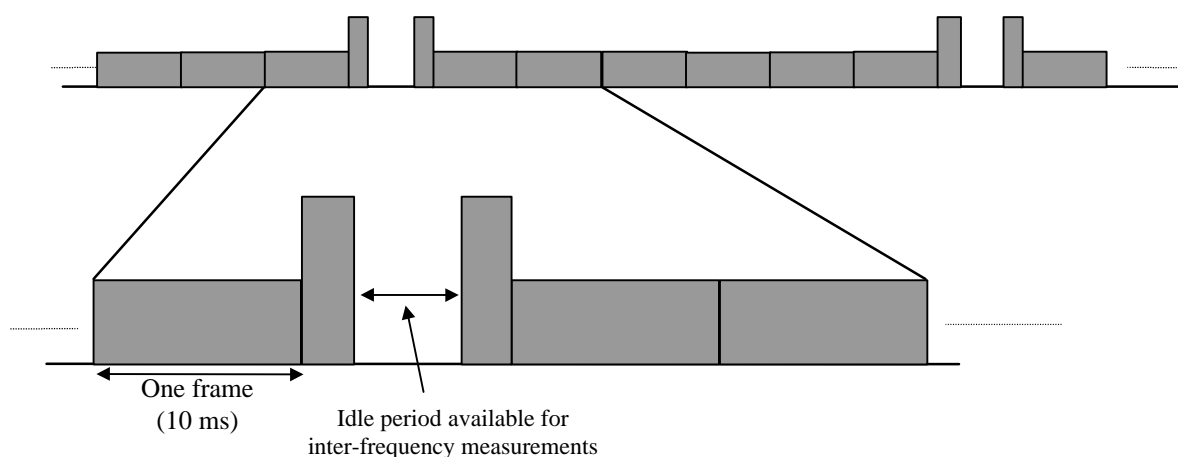 One frame
(10 ms)
Idle period available for
inter-frequency measurements